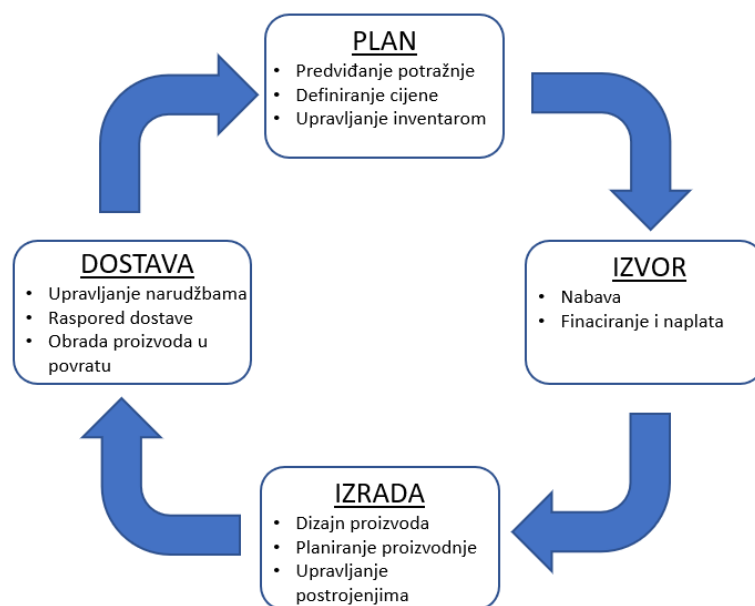 PLAN
• Predviđanje potražnje
• Definiranje cijene
• Upravljanje inventarom
IZVOR
• Nabava
• Finaciranje i naplata
IZRADA
• Dizajn proizvoda
• Planiranje proizvodnje
• Upravljanje
postrojenjima
DOSTAVA
• Upravljanje narudžbama
• Raspored dostave
• Obrada proizvoda u
povratu